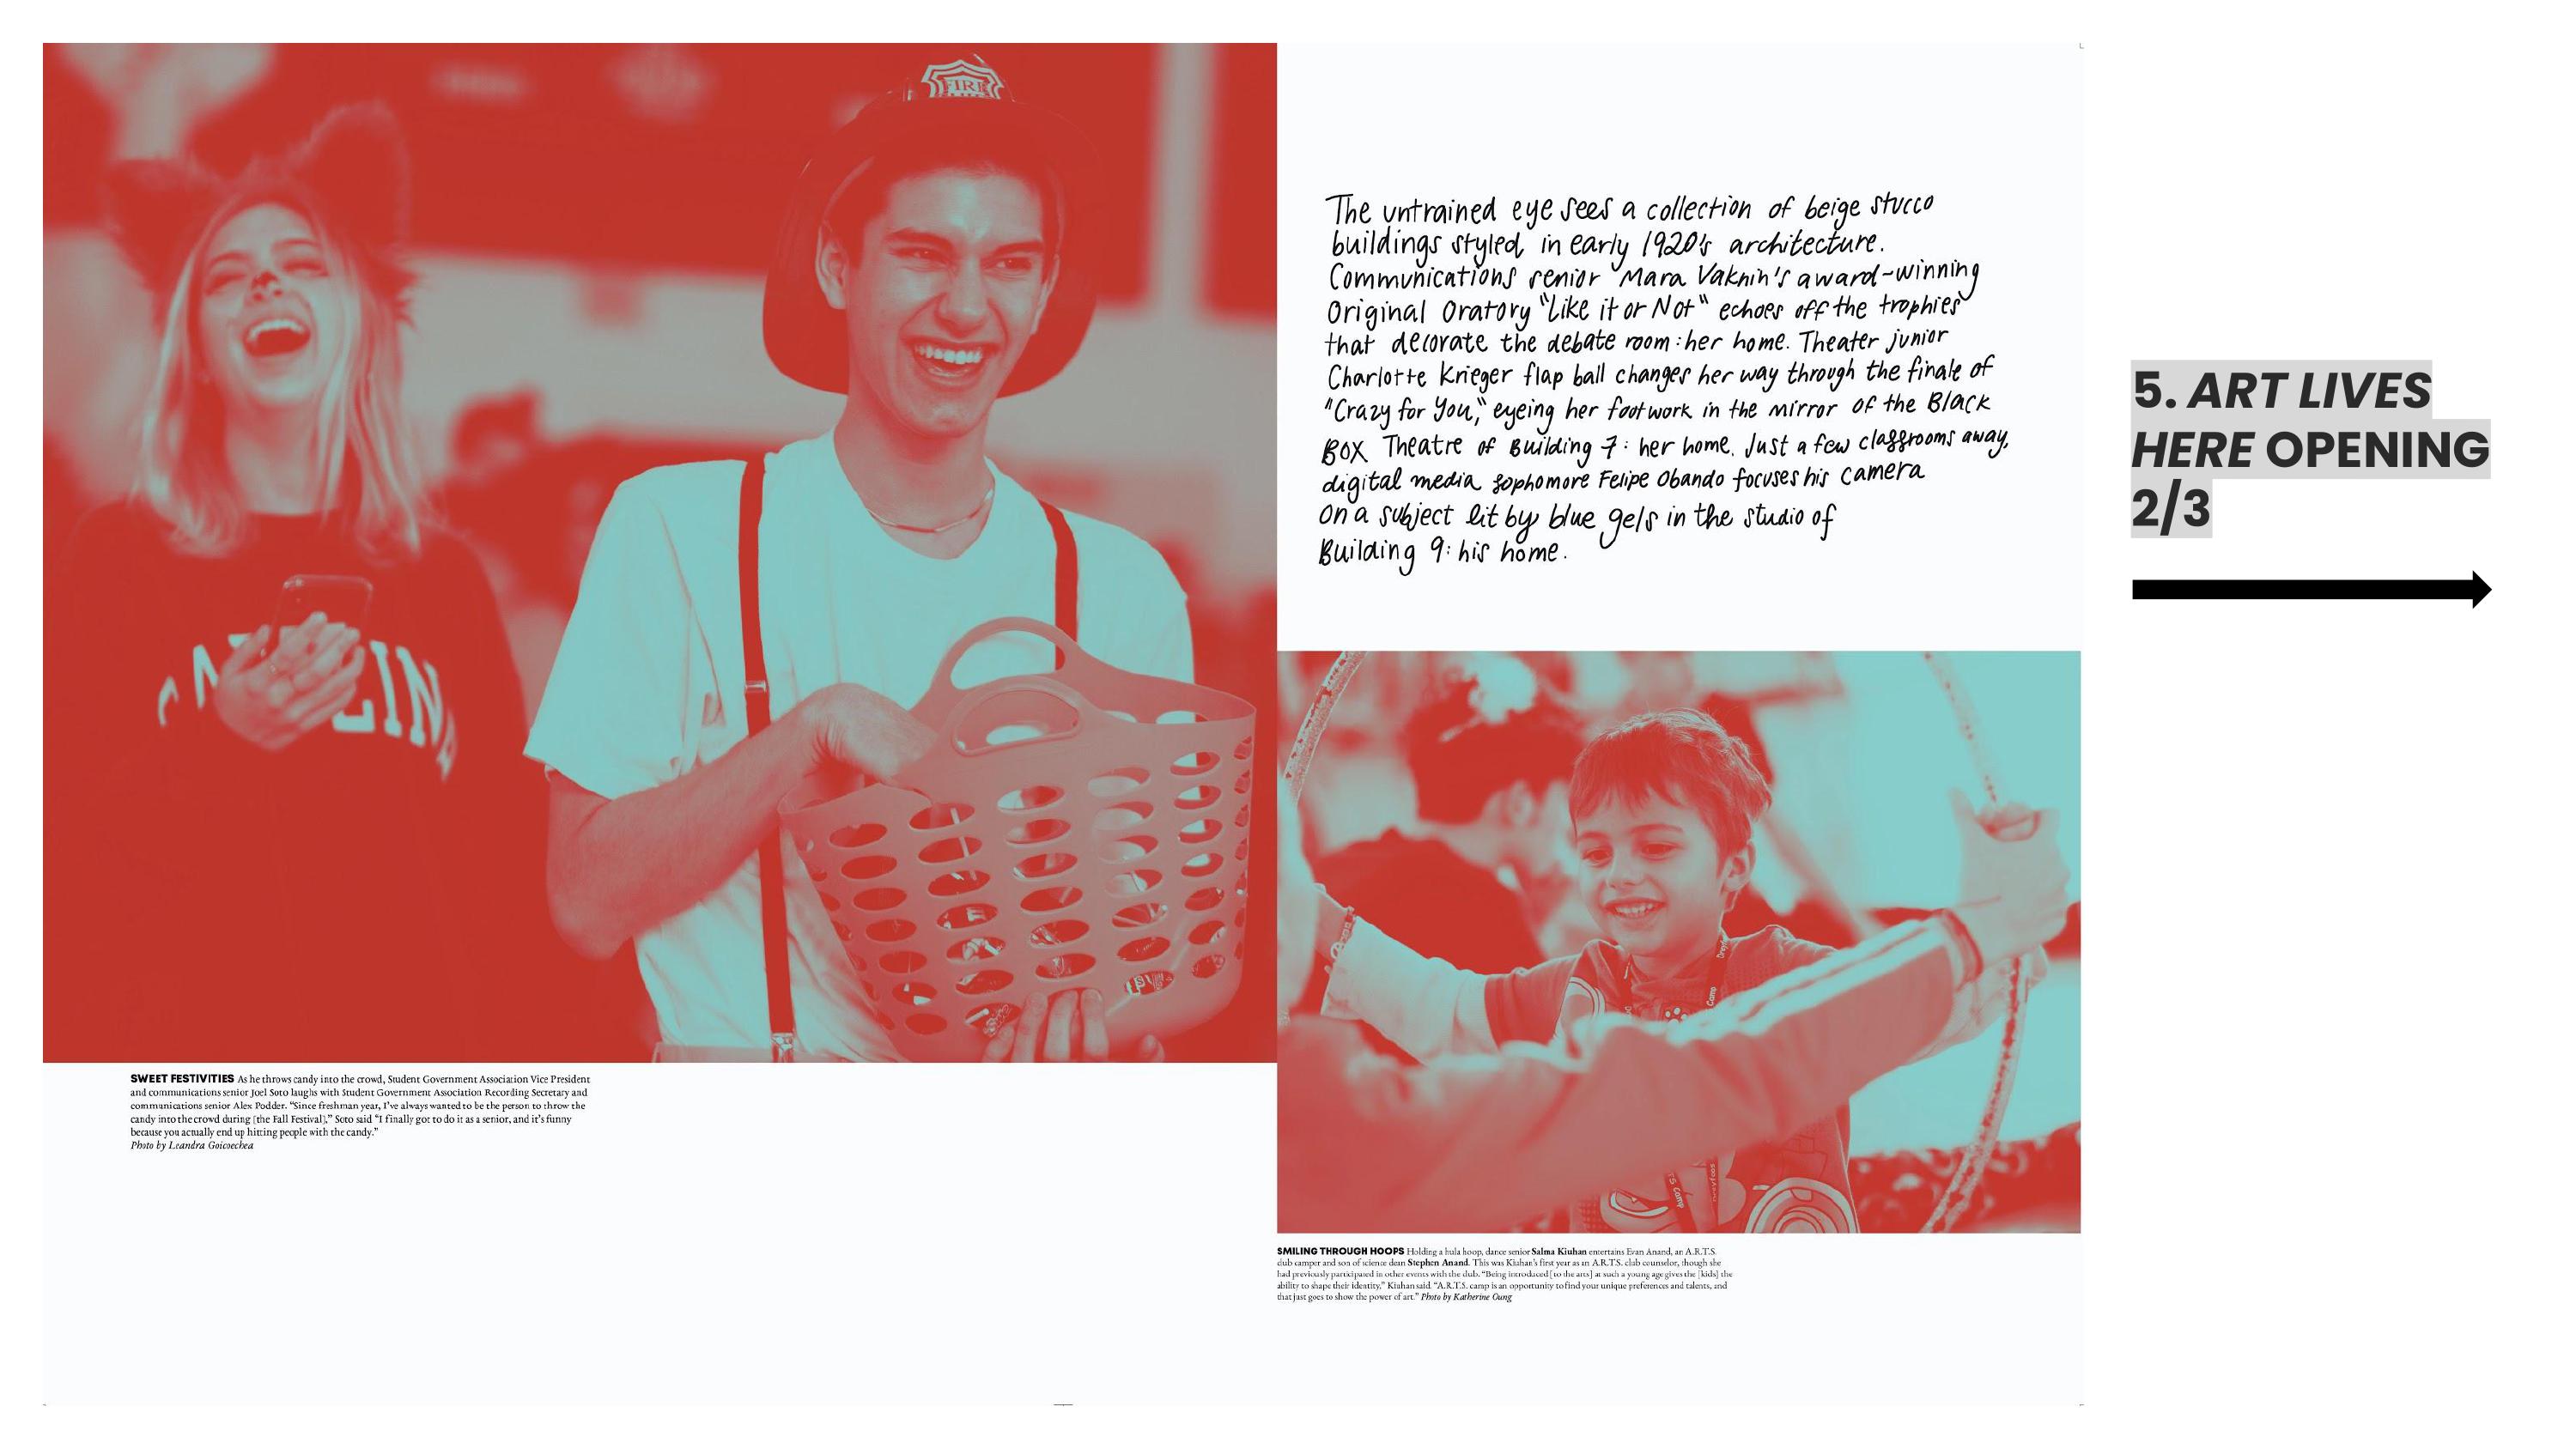 FIRE
The untrained eye sees a collection of beige stucco
buildings styled in early 1920's architecture.
Communications senior Mara Vaknin's award-winning
Original Oratory "Like it or Not" echoes off the trophies
that decorate the debate room: her home. Theater junior
Charlotte Krieger flap ball changes her way through the finale of
"Crazy for You," eyeing her footwork in the mirror of the Black
Box Theatre of Building 7: her home. Just a few classrooms away,
digital media sophomore Felipe Obando focuses his camera
on a subject lit by blue gels in the studio of
Building 9: his home.
SWEET FESTIVITIES As he throws candy into the crowd, Student Government Association Vice President
and communications senior Joel Soto laughs with Student Government Association Recording Secretary and
communications senior Alex Podder. “Since freshman year, I’ve always wanted to be the person to throw the
candy into the crowd during [the Fall Festival],” Soto said “I finally got to do it as a senior, and it’s funny
because you actually end up hitting people with the candy.”
Photo by Leandra Goicoechea
Camp
SMILING THROUGH HOOPS Holding a hula hoop, dance senior Salma Kiuhan entertains Evan Anand, an A.R.T.S.
club camper and son of science dean Stephen Anand. This was Kiuhan’s first year as an A.R.T.S. club counselor, though she
had previously participated in other events with the club. “Being introduced [to the arts] at such a young age gives the [kids] the
ability to shape their identity,” Kiuhan said. “A.R.T.S. camp is an opportunity to find your unique preferences and talents, and
that just goes to show the power of art.” Photo by Katherine Oung
5. ART LIVES
HERE OPENING
2/3